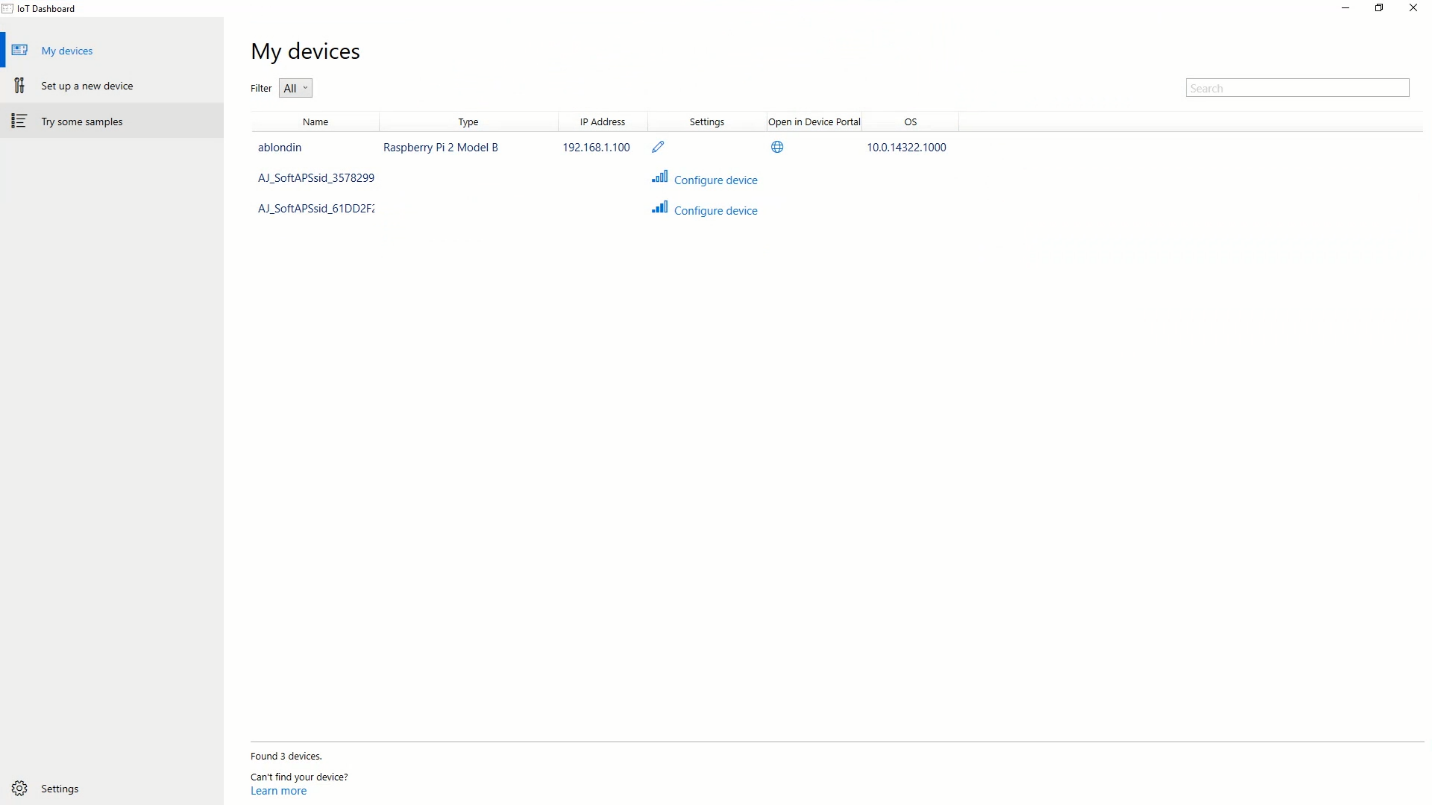 IoT Dashboard
My devices
Set up a new device
Try some samples
Settings
My devices
Filter All
Search
Name Type IP Address Settings Open in Device Portal OS
ablondin Raspberry Pi 2 Model B 192.168.1.100 10.0.14322.1000
AJ_SoftAPSsid_3578299 Configure device
AJ_SoftAPSsid_61DD2F Configure device
Found 3 devices.
Can't find your device?
Learn more